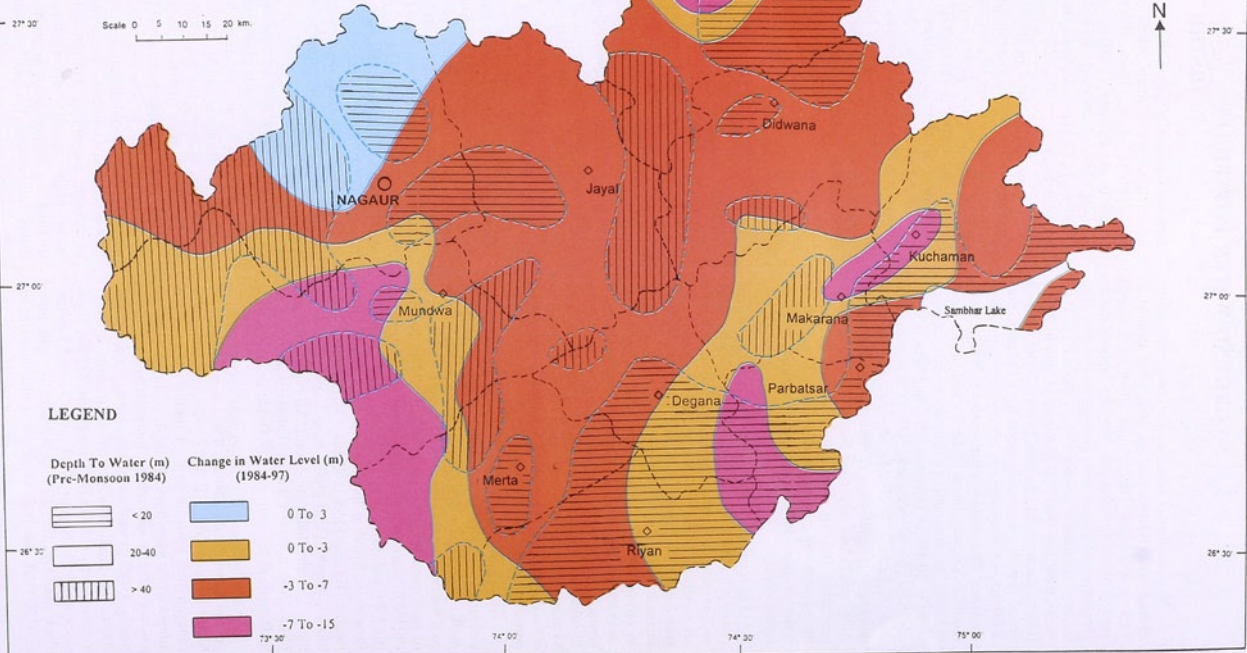 27° 30'
Scale 0 5 10 15 20 km.
N
27° 30'
Didwana
Jayal
NAGAUR
Kuchaman
27° 00'
27° 00'
Mundwa
Makarana
Sambhar Lake
Degana
Parbatsar
LEGEND
Merta
Depth To Water (m)
(Pre-Monsoon 1984)
Change in Water Level (m)
(1984-97)
< 20
0 To 3
20-40
0 To -3
> 40
-3 To -7
-7 To -15
Riyan
26° 30'
26° 30'
73° 30'
74° 00'
74° 30'
75° 00'